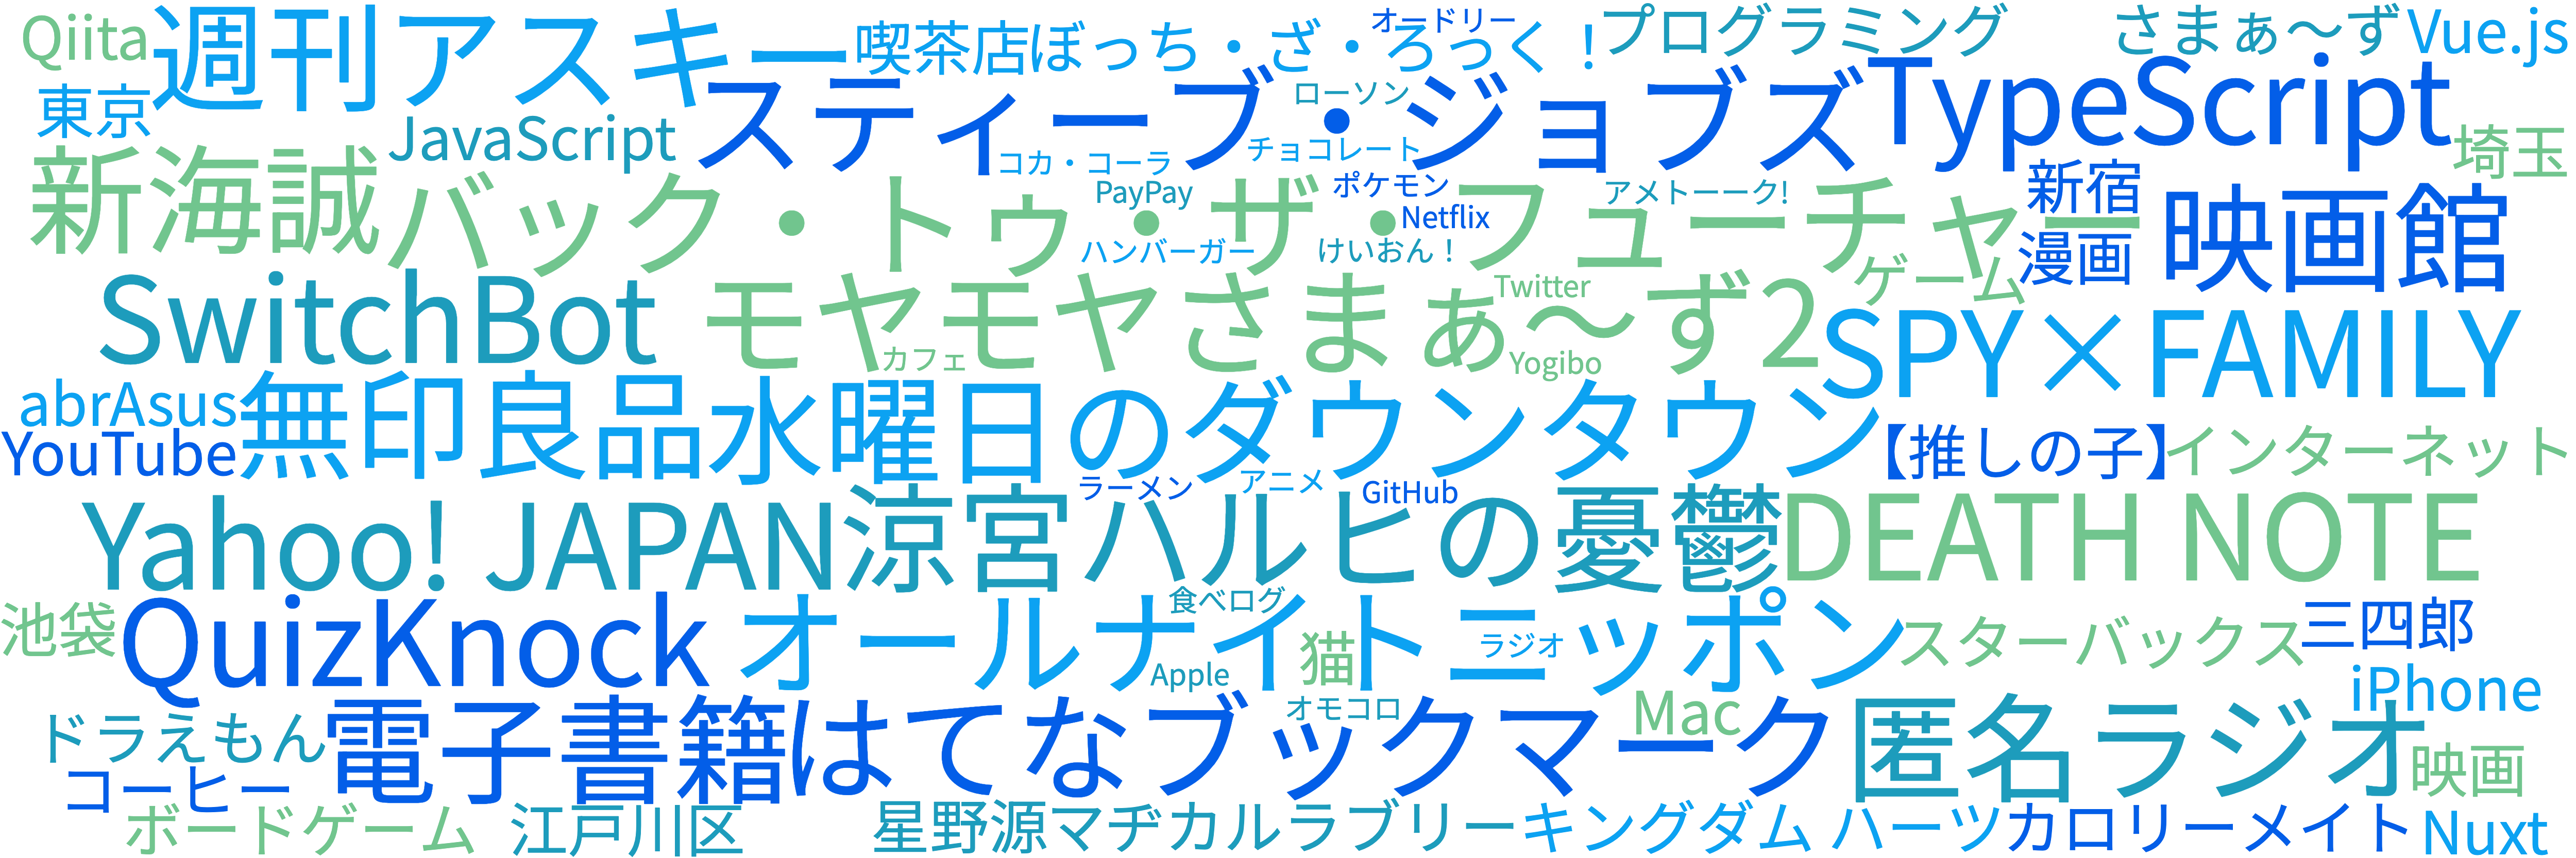 Qiita
週刊アスキー
喫茶店
ぼっち・ざ・ろっく！
オードリー
プログラミング
さまぁ〜ず
Vue.js
東京
JavaScript
スティーブ・ジョブズ
ローソン
TypeScript
埼玉
コカ・コーラ
チョコレート
新海誠
バック・トゥ・ザ・フューチャー
PayPay
ポケモン
アメトーーク!
新宿
映画館
Netflix
ハンバーガー
けいおん！
漫画
ゲーム
SwitchBot
モヤモヤさまぁ〜ず2
Twitter
SPY×FAMILY
カフェ
Yogibo
abrAsus
無印良品
水曜日のダウンタウン
YouTube
【推しの子】
インターネット
ラーメン
アニメ
GitHub
Yahoo! JAPAN
涼宮ハルヒの憂鬱
DEATH NOTE
池袋
QuizKnock
オールナイトニッポン
食べログ
猫
ラジオ
スターバックス
三四郎
Apple
iPhone
ドラえもん
電子書籍
はてなブックマーク
オモコロ
Mac
匿名ラジオ
映画
コーヒー
ボードゲーム
江戸川区
星野源
マヂカルラブリー
キングダム ハーツ
カロリーメイト
Nuxt